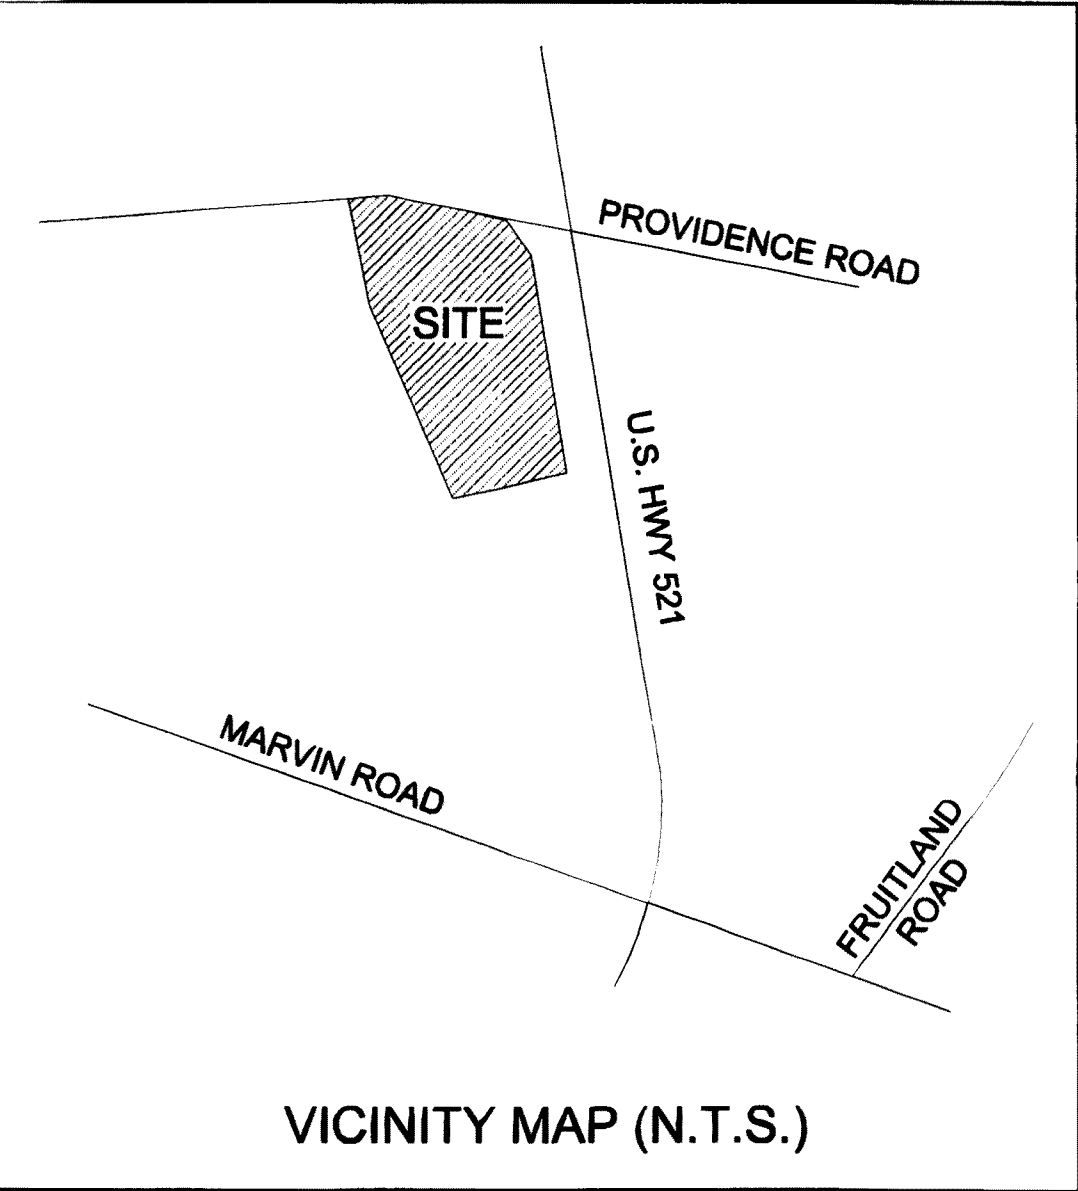 PROVIDENCE ROAD
SITE
U.S. HWY 521
MARVIN ROAD
FRUITLAND
ROAD
VICINITY MAP (N.T.S.)